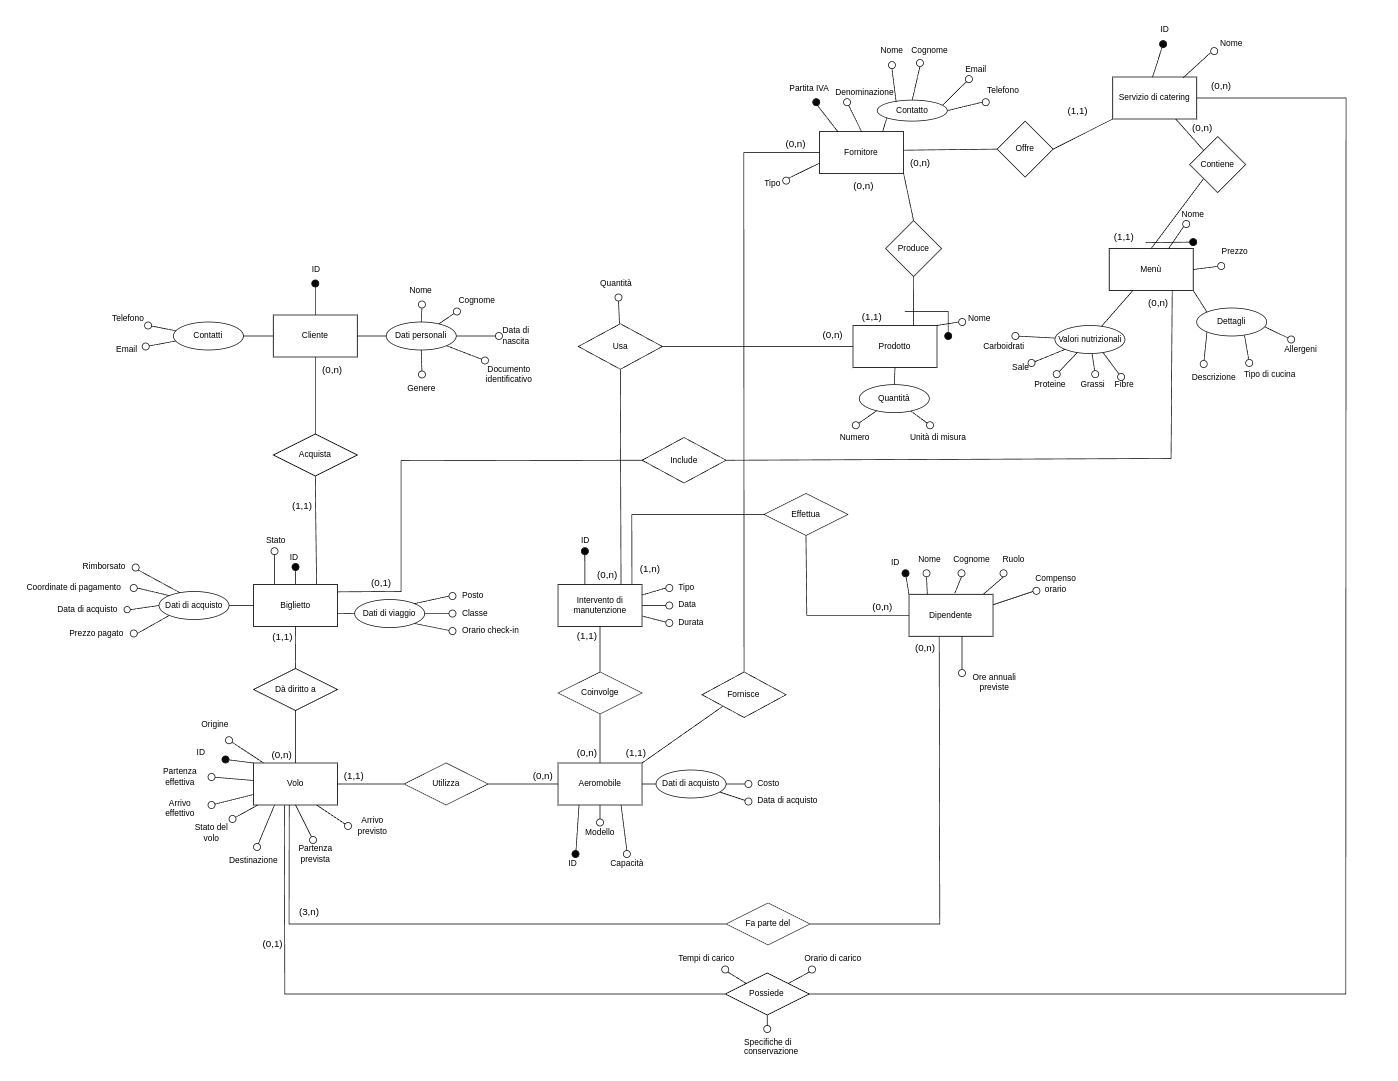 ID
Nome
Servizio di catering
(0,n)
(0,n)
Contiene
Nome
Cognome
Email
Telefono
Contatto
Partita IVA
Denominazione
Fornitore
Tipo
(0,n)
(0,n)
(0,n)
Offre
(1,1)
Produce
(1,1)
Nome
Menù
Prezzo
(0,n)
Dettagli
Allergeni
Tipo di cucina
Descrizione
Valori nutrizionali
Carboidrati
Sale
Proteine
Grassi
Fibre
ID
Cliente
Contatti
Telefono
Email
Dati personali
Nome
Cognome
Data di
nascita
Documento
identificativo
Genere
(0,n)
Quantità
Usa
(0,n)
(1,1)
Nome
Prodotto
Quantità
Numero
Unità di misura
Acquista
(1,1)
Include
Effettua
Stato
ID
Biglietto
(0,1)
Rimborsato
Coordinate di pagamento
Data di acquisto
Prezzo pagato
Dati di acquisto
Dati di viaggio
Posto
Classe
Orario check-in
(1,1)
ID
(0,n)
(1,n)
Intervento di
manutenzione
Tipo
Data
Durata
(1,1)
ID
Nome
Cognome
Ruolo
Compenso
orario
(0,n)
Dipendente
(0,n)
Ore annuali
previste
Dà diritto a
Coinvolge
Fornisce
Origine
ID
Partenza
effettiva
Arrivo
effettivo
Stato del
volo
Destinazione
Partenza
prevista
Arrivo
previsto
(0,n)
Volo
(1,1)
Utilizza
(0,n)
(0,n)
(1,1)
Aeromobile
Dati di acquisto
Costo
Data di acquisto
Modello
ID
Capacità
(3,n)
Fa parte del
(0,1)
Tempi di carico
Orario di carico
Possiede
Specifiche di
conservazione